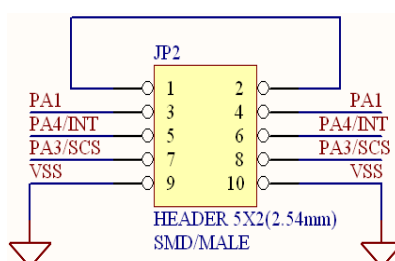 JP2
1 2
PA1 3 4 PA1
PA4/INT 5 6 PA4/INT
PA3/SCS 7 8 PA3/SCS
VSS 9 10 VSS
HEADER 5X2(2.54mm)
SMD/MALE